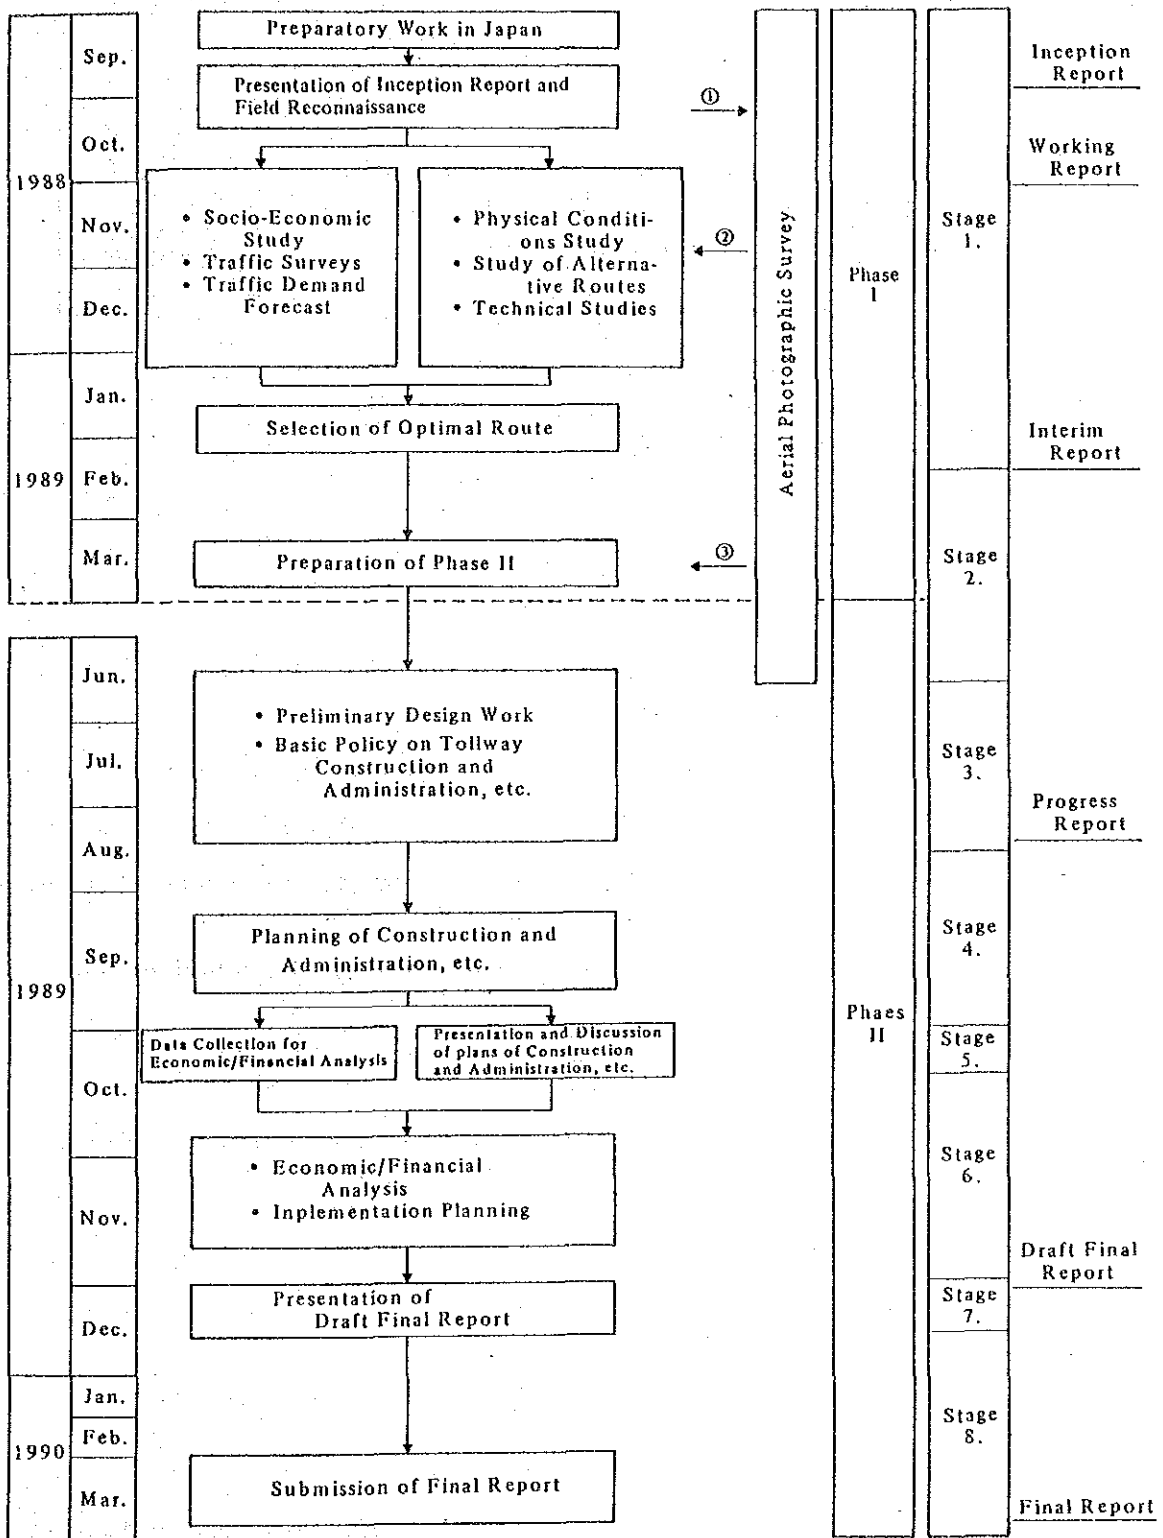 1988
Sep.
Oct.
Nov.
Dec.
1989
Jan.
Feb.
Mar.
Preparatory Work in Japan
Presentation of Inception Report and
Field Reconnaissance
• Socio-Economic
Study
• Traffic Surveys
• Traffic Demand
Forecast
• Physical Conditi-
ons Study
• Study of Alterna-
tive Routes
• Technical Studies
Selection of Optimal Route
Preparation of Phase II
①
②
③
Aerial Photographic Survey
Phase
I
Stage
1.
Stage
2.
Inception
Report
Working
Report
Interim
Report
1989
Jun.
Jul.
Aug.
Sep.
Oct.
Nov.
Dec.
1990
Jan.
Feb.
Mar.
• Preliminary Design Work
• Basic Policy on Tollway
Construction and
Administration, etc.
Planning of Construction and
Administration, etc.
Data Collection for
Economic/Financial Analysis
Presentation and Discussion
of plans of Construction
and Administration, etc.
• Economic/Financial
Analysis
• Inplementation Planning
Presentation of
Draft Final Report
Submission of Final Report
Phaes
II
Stage
3.
Stage
4.
Stage
5.
Stage
6.
Stage
7.
Stage
8.
Progress
Report
Draft Final
Report
Final Report